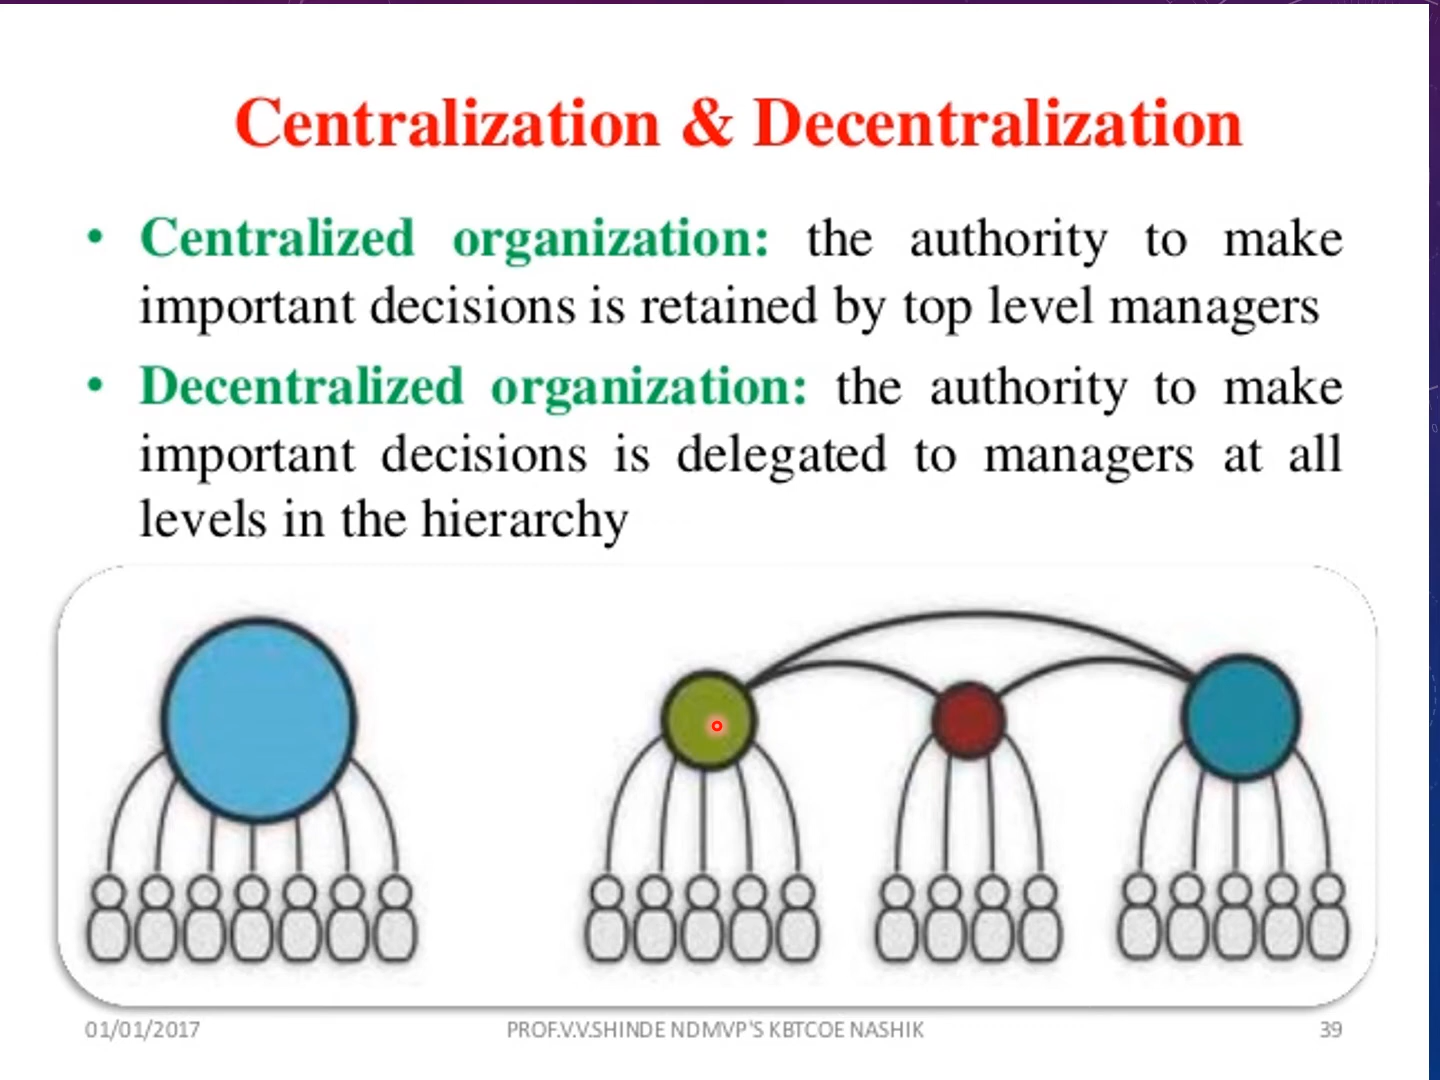 Centralization & Decentralization
• Centralized organization: the authority to make
important decisions is retained by top level managers
• Decentralized organization: the authority to make
important decisions is delegated to managers at all
levels in the hierarchy
01/01/2017 PROF.V.V.SHINDE NDMVP'S KBTCOE NASHIK 39